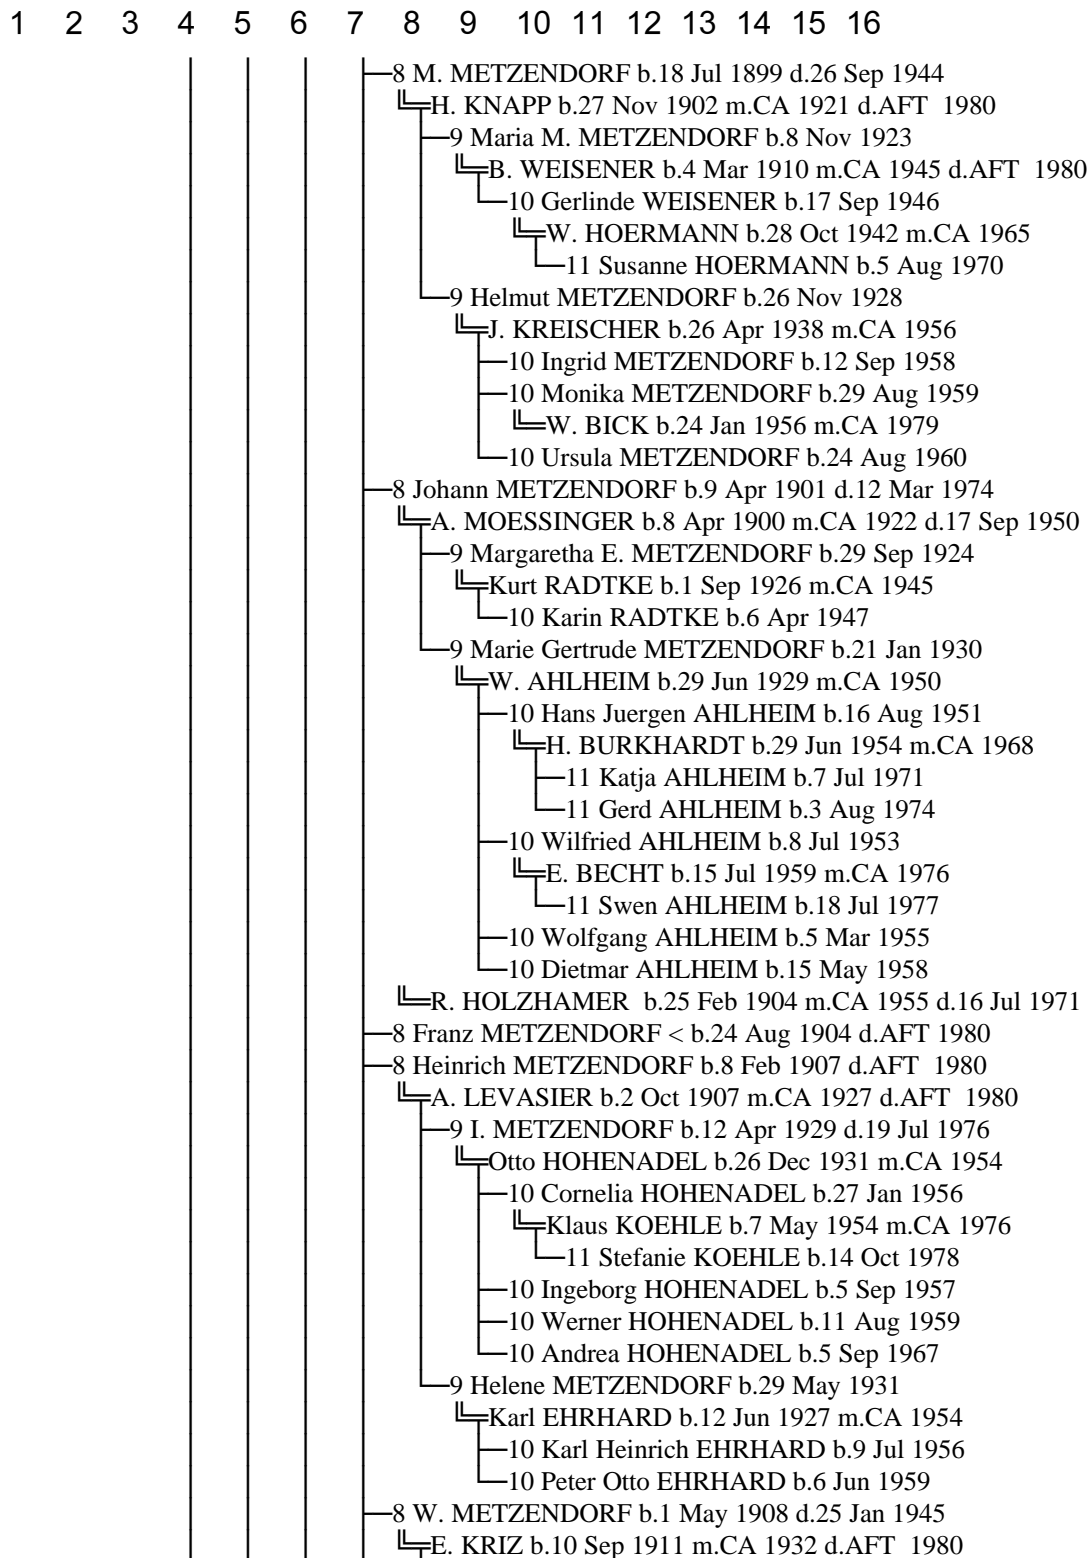 1 2 3 4 5 6 7 8 9 10 11 12 13 14 15 16
8 M. METZENDORF b.18 Jul 1899 d.26 Sep 1944
H. KNAPP b.27 Nov 1902 m.CA 1921 d.AFT 1980
9 Maria M. METZENDORF b.8 Nov 1923
B. WEISENER b.4 Mar 1910 m.CA 1945 d.AFT 1980
10 Gerlinde WEISENER b.17 Sep 1946
W. HOERMANN b.28 Oct 1942 m.CA 1965
11 Susanne HOERMANN b.5 Aug 1970
9 Helmut METZENDORF b.26 Nov 1928
J. KREISCHER b.26 Apr 1938 m.CA 1956
10 Ingrid METZENDORF b.12 Sep 1958
10 Monika METZENDORF b.29 Aug 1959
W. BICK b.24 Jan 1956 m.CA 1979
10 Ursula METZENDORF b.24 Aug 1960
8 Johann METZENDORF b.9 Apr 1901 d.12 Mar 1974
A. MOESSINGER b.8 Apr 1900 m.CA 1922 d.17 Sep 1950
9 Margaretha E. METZENDORF b.29 Sep 1924
Kurt RADTKE b.1 Sep 1926 m.CA 1945
10 Karin RADTKE b.6 Apr 1947
9 Marie Gertrude METZENDORF b.21 Jan 1930
W. AHLHEIM b.29 Jun 1929 m.CA 1950
10 Hans Juergen AHLHEIM b.16 Aug 1951
H. BURKHARDT b.29 Jun 1954 m.CA 1968
11 Katja AHLHEIM b.7 Jul 1971
11 Gerd AHLHEIM b.3 Aug 1974
10 Wilfried AHLHEIM b.8 Jul 1953
E. BECHT b.15 Jul 1959 m.CA 1976
11 Swen AHLHEIM b.18 Jul 1977
10 Wolfgang AHLHEIM b.5 Mar 1955
10 Dietmar AHLHEIM b.15 May 1958
R. HOLZHAMER b.25 Feb 1904 m.CA 1955 d.16 Jul 1971
8 Franz METZENDORF < b.24 Aug 1904 d.AFT 1980
8 Heinrich METZENDORF b.8 Feb 1907 d.AFT 1980
A. LEVASIER b.2 Oct 1907 m.CA 1927 d.AFT 1980
9 I. METZENDORF b.12 Apr 1929 d.19 Jul 1976
Otto HOHENADEL b.26 Dec 1931 m.CA 1954
10 Cornelia HOHENADEL b.27 Jan 1956
Klaus KOEHLE b.7 May 1954 m.CA 1976
11 Stefanie KOEHLE b.14 Oct 1978
10 Ingeborg HOHENADEL b.5 Sep 1957
10 Werner HOHENADEL b.11 Aug 1959
10 Andrea HOHENADEL b.5 Sep 1967
9 Helene METZENDORF b.29 May 1931
Karl EHRHARD b.12 Jun 1927 m.CA 1954
10 Karl Heinrich EHRHARD b.9 Jul 1956
10 Peter Otto EHRHARD b.6 Jun 1959
8 W. METZENDORF b.1 May 1908 d.25 Jan 1945
E. KRIZ b.10 Sep 1911 m.CA 1932 d.AFT 1980